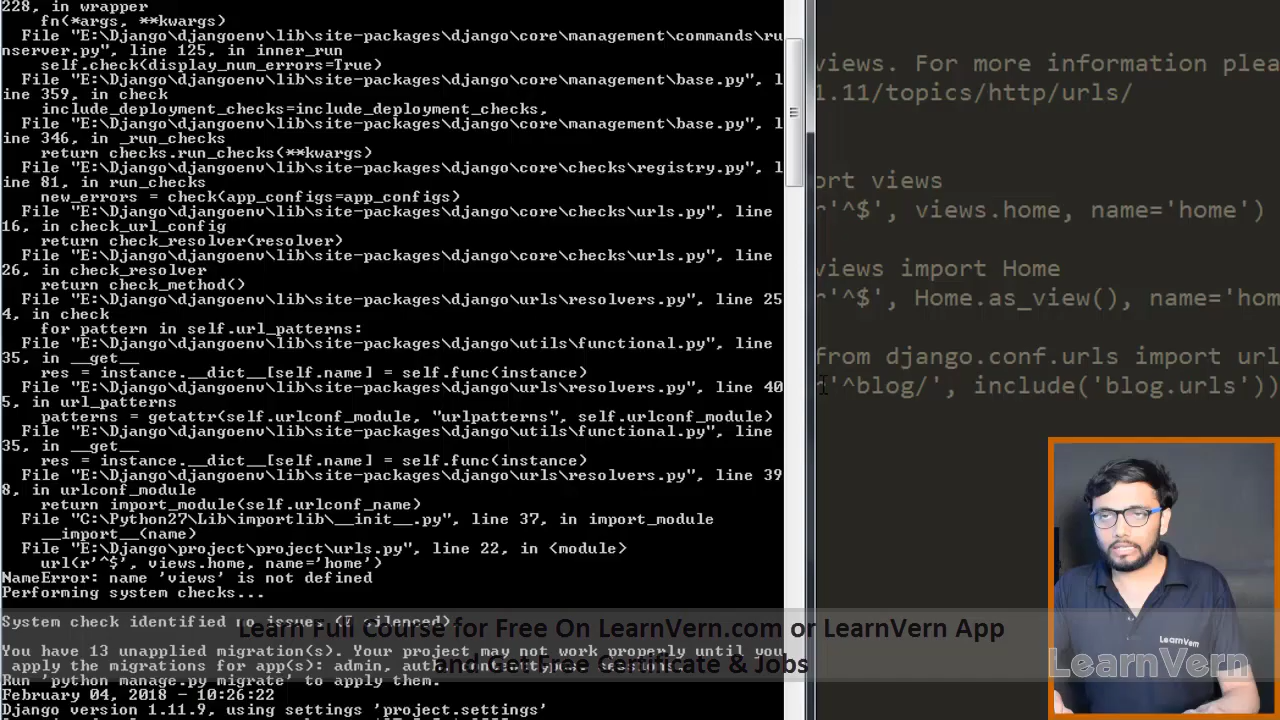 228, in wrapper
fn(*args, **kwargs)
File "E:\Django\djangoenv\lib\site-packages\django\core\management\commands\ru
nserver.py", line 125, in inner_run
self.check(display_num_errors=True)
File "E:\Django\djangoenv\lib\site-packages\django\core\management\base.py", l
ine 359, in check
include_deployment_checks=include_deployment_checks,
File "E:\Django\djangoenv\lib\site-packages\django\core\management\base.py", l
ine 346, in _run_checks
return checks.run_checks(**kwargs)
File "E:\Django\djangoenv\lib\site-packages\django\core\checks\registry.py", l
ine 81, in run_checks
new_errors = check(app_configs=app_configs)
File "E:\Django\djangoenv\lib\site-packages\django\core\checks\urls.py", line
16, in check_url_config
return check_resolver(resolver)
File "E:\Django\djangoenv\lib\site-packages\django\core\checks\urls.py", line
26, in check_resolver
return check_method()
File "E:\Django\djangoenv\lib\site-packages\django\urls\resolvers.py", line 25
4, in check
for pattern in self.url_patterns:
File "E:\Django\djangoenv\lib\site-packages\django\utils\functional.py", line
35, in __get__
res = instance.__dict__[self.name] = self.func(instance)
File "E:\Django\djangoenv\lib\site-packages\django\urls\resolvers.py", line 40
5, in url_patterns
patterns = getattr(self.urlconf_module, "urlpatterns", self.urlconf_module)
File "E:\Django\djangoenv\lib\site-packages\django\utils\functional.py", line
35, in __get__
res = instance.__dict__[self.name] = self.func(instance)
File "E:\Django\djangoenv\lib\site-packages\django\urls\resolvers.py", line 39
8, in urlconf_module
return import_module(self.urlconf_name)
File "C:\Python27\Lib\importlib\__init__.py", line 37, in import_module
__import__(name)
File "E:\Django\project\project\urls.py", line 22, in <module>
url(r'^$', views.home, name='home')
NameError: name 'views' is not defined
Performing system checks...
System check identified no issues (0 silenced).
You have 13 unapplied migration(s). Your project may not work properly until you
apply the migrations for app(s): admin, auth,
Run 'python manage.py migrate' to apply them.
February 04, 2018 - 10:26:22
Django version 1.11.9, using settings 'project.settings'
views. For more information plea
1.11/topics/http/urls/
ort views
r'^$', views.home, name='home')
views import Home
r'^$', Home.as_view(), name='hom
from django.conf.urls import url
r'^blog/', include('blog.urls'))
Learn Full Course for Free On LearnVern.com or LearnVern App
and Get Free Certificate & Jobs
LearnVern
LearnVern